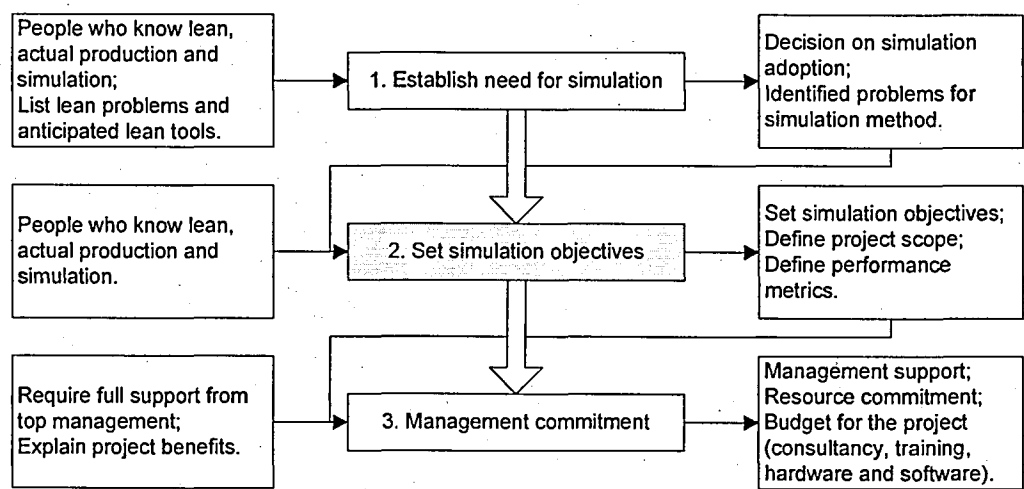 People who know lean,
actual production and
simulation;
List lean problems and
anticipated lean tools.
1. Establish need for simulation
Decision on simulation
adoption;
Identified problems for
simulation method.
People who know lean,
actual production and
simulation.
2. Set simulation objectives
Set simulation objectives;
Define project scope;
Define performance
metrics.
Require full support from
top management;
Explain project benefits.
3. Management commitment
Management support;
Resource commitment;
Budget for the project
(consultancy, training,
hardware and software).